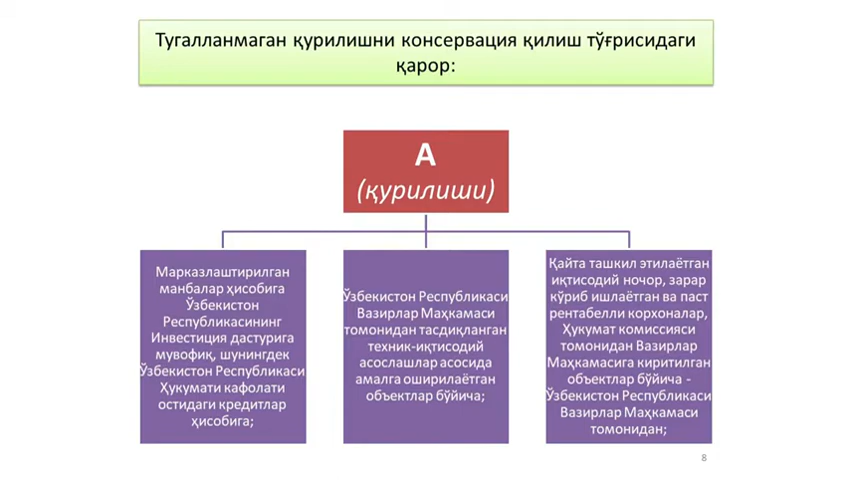 Тугалланмаган қурилишни консервация қилиш тўғрисидаги
қарор:
А
(қурилиши)
Марказлаштирилган
манбалар ҳисобига
Ўзбекистон
Республикасининг
Инвестиция дастурига
мувофиқ, шунингдек
Ўзбекистон Республикаси
Ҳукумати кафолати
остидаги кредитлар
ҳисобига;
Ўзбекистон Республикаси
Вазирлар Маҳкамаси
томонидан тасдиқланган
техник-иқтисодий
асослашлар асосида
амалга оширилаётган
объектлар бўйича;
Қайта ташкил этилаётган
иқтисодий ночор, зарар
кўриб ишлаётган ва паст
рентабелли корхоналар,
Ҳукумат комиссияси
томонидан Вазирлар
Маҳкамасига киритилган
объектлар бўйича -
Ўзбекистон Республикаси
Вазирлар Маҳкамаси
томонидан;
8